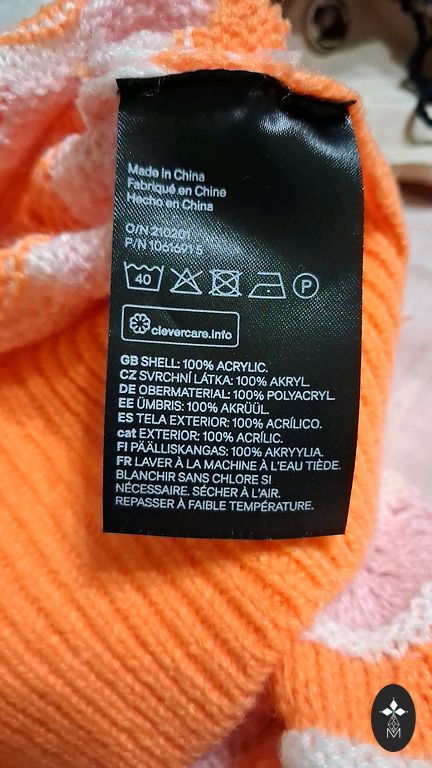 Made in China
Fabriqué en Chine
Hecho en China
O/N 210201
P/N 1061691 5
40
P
clevercare.info
GB SHELL: 100% ACRYLIC.
CZ SVRCHNÍ LÁTKA: 100% AKRYL.
DE OBERMATERIAL: 100% POLYACRYL.
EE ÜMBRIS: 100% AKRÜÜL.
ES TELA EXTERIOR: 100% ACRÍLICO.
cat EXTERIOR: 100% ACRÍLIC.
FI PÄÄLLISKANGAS: 100% AKRYYLIA.
FR LAVER À LA MACHINE À L'EAU TIÈDE.
BLANCHIR SANS CHLORE SI
NÉCESSAIRE. SÉCHER À L'AIR.
REPASSER À FAIBLE TEMPÉRATURE.
M